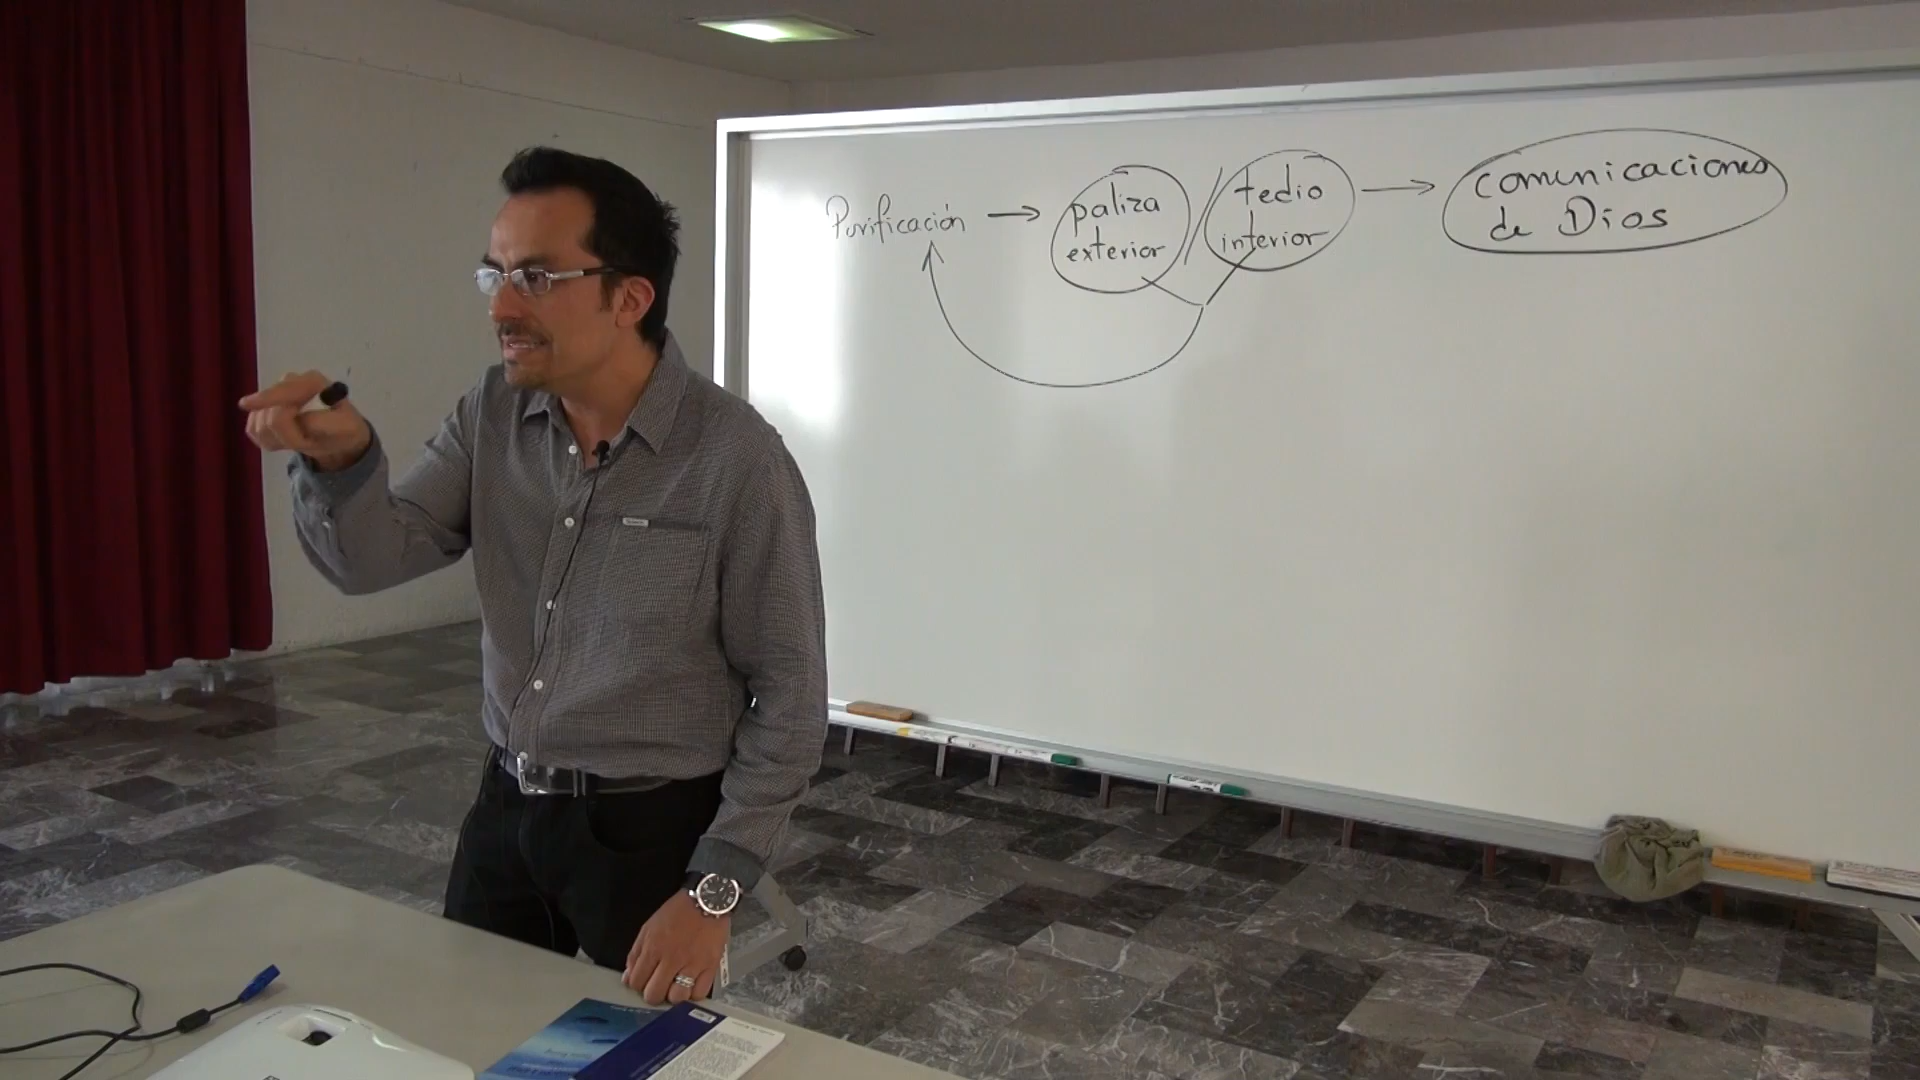 Purificación → paliza / tedio → comunicaciones
exterior interior de Dios